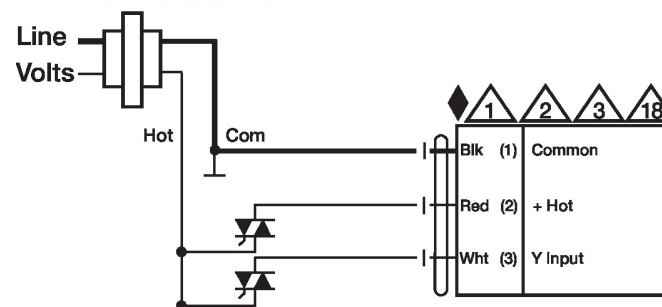 Line
Volts
Hot
Com
1 2 3 18
Blk (1) Common
Red (2) + Hot
Wht (3) Y Input